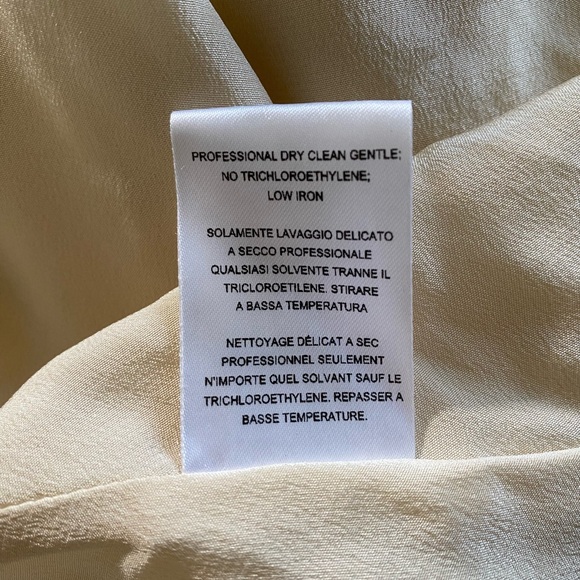 PROFESSIONAL DRY CLEAN GENTLE;
NO TRICHLOROETHYLENE;
LOW IRON
SOLAMENTE LAVAGGIO DELICATO
A SECCO PROFESSIONALE
QUALSIASI SOLVENTE TRANNE IL
TRICLOROETILENE. STIRARE
A BASSA TEMPERATURA
NETTOYAGE DÉLICAT A SEC
PROFESSIONNEL SEULEMENT
N'IMPORTE QUEL SOLVANT SAUF LE
TRICHLOROETHYLENE. REPASSER A
BASSE TEMPERATURE.